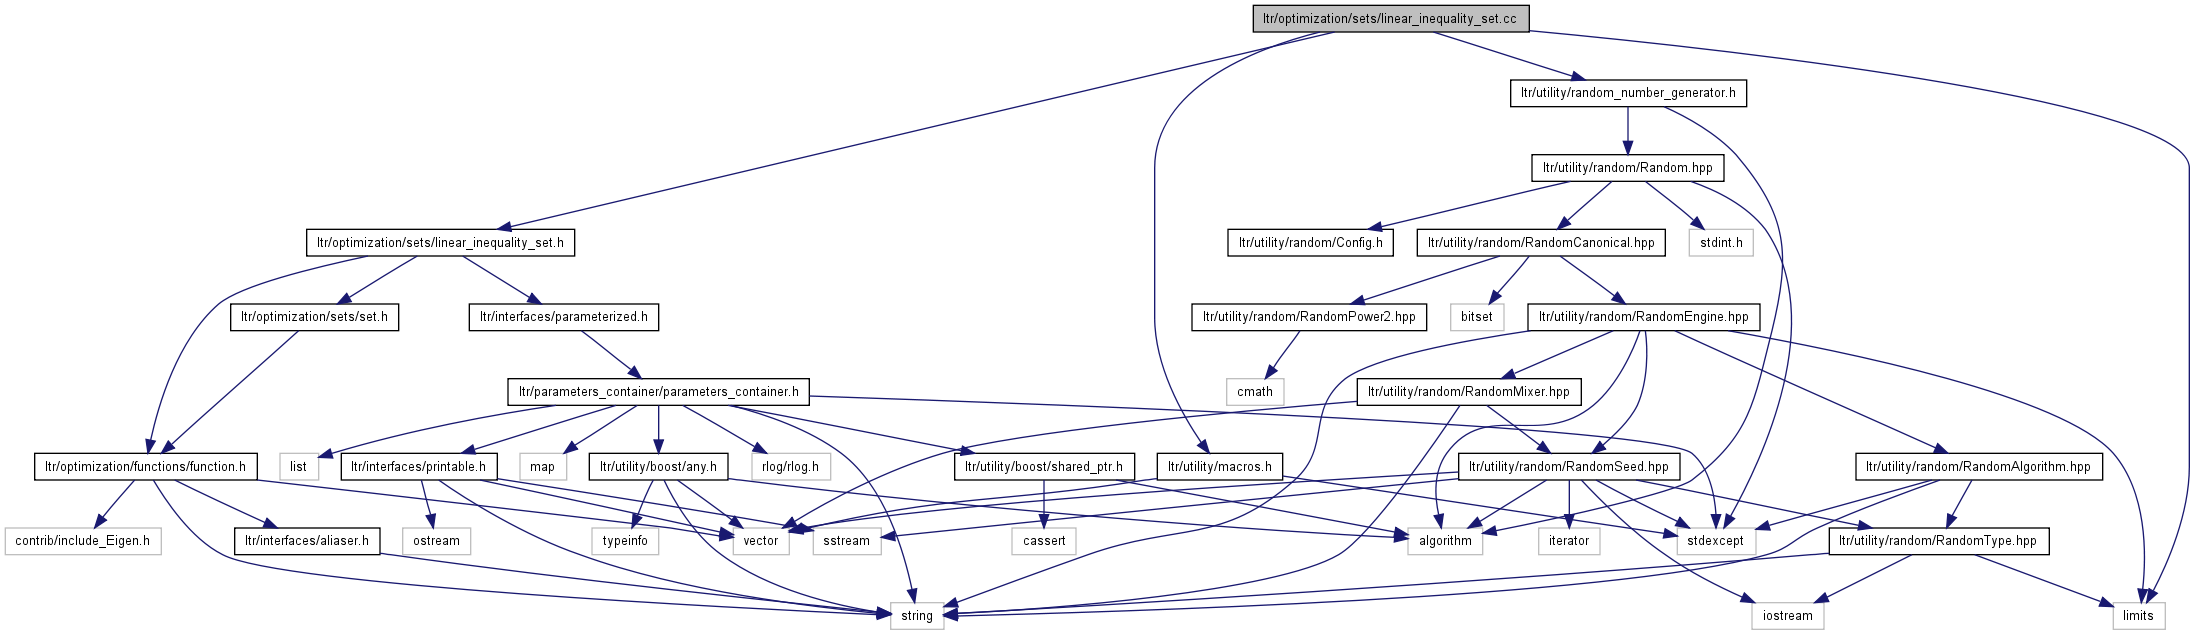 ltr/optimization/sets/linear_inequality_set.cc
ltr/utility/random_number_generator.h
ltr/utility/random/Random.hpp
ltr/optimization/sets/linear_inequality_set.h
ltr/utility/random/Config.h
ltr/utility/random/RandomCanonical.hpp
stdint.h
ltr/optimization/sets/set.h
ltr/interfaces/parameterized.h
ltr/utility/random/RandomPower2.hpp
bitset
ltr/utility/random/RandomEngine.hpp
ltr/parameters_container/parameters_container.h
cmath
ltr/utility/random/RandomMixer.hpp
ltr/optimization/functions/function.h
list
ltr/interfaces/printable.h
map
ltr/utility/boost/any.h
rlog/rlog.h
ltr/utility/boost/shared_ptr.h
ltr/utility/macros.h
ltr/utility/random/RandomSeed.hpp
ltr/utility/random/RandomAlgorithm.hpp
contrib/include_Eigen.h
ltr/interfaces/aliaser.h
ostream
typeinfo
vector
sstream
cassert
algorithm
iterator
stdexcept
ltr/utility/random/RandomType.hpp
string
iostream
limits